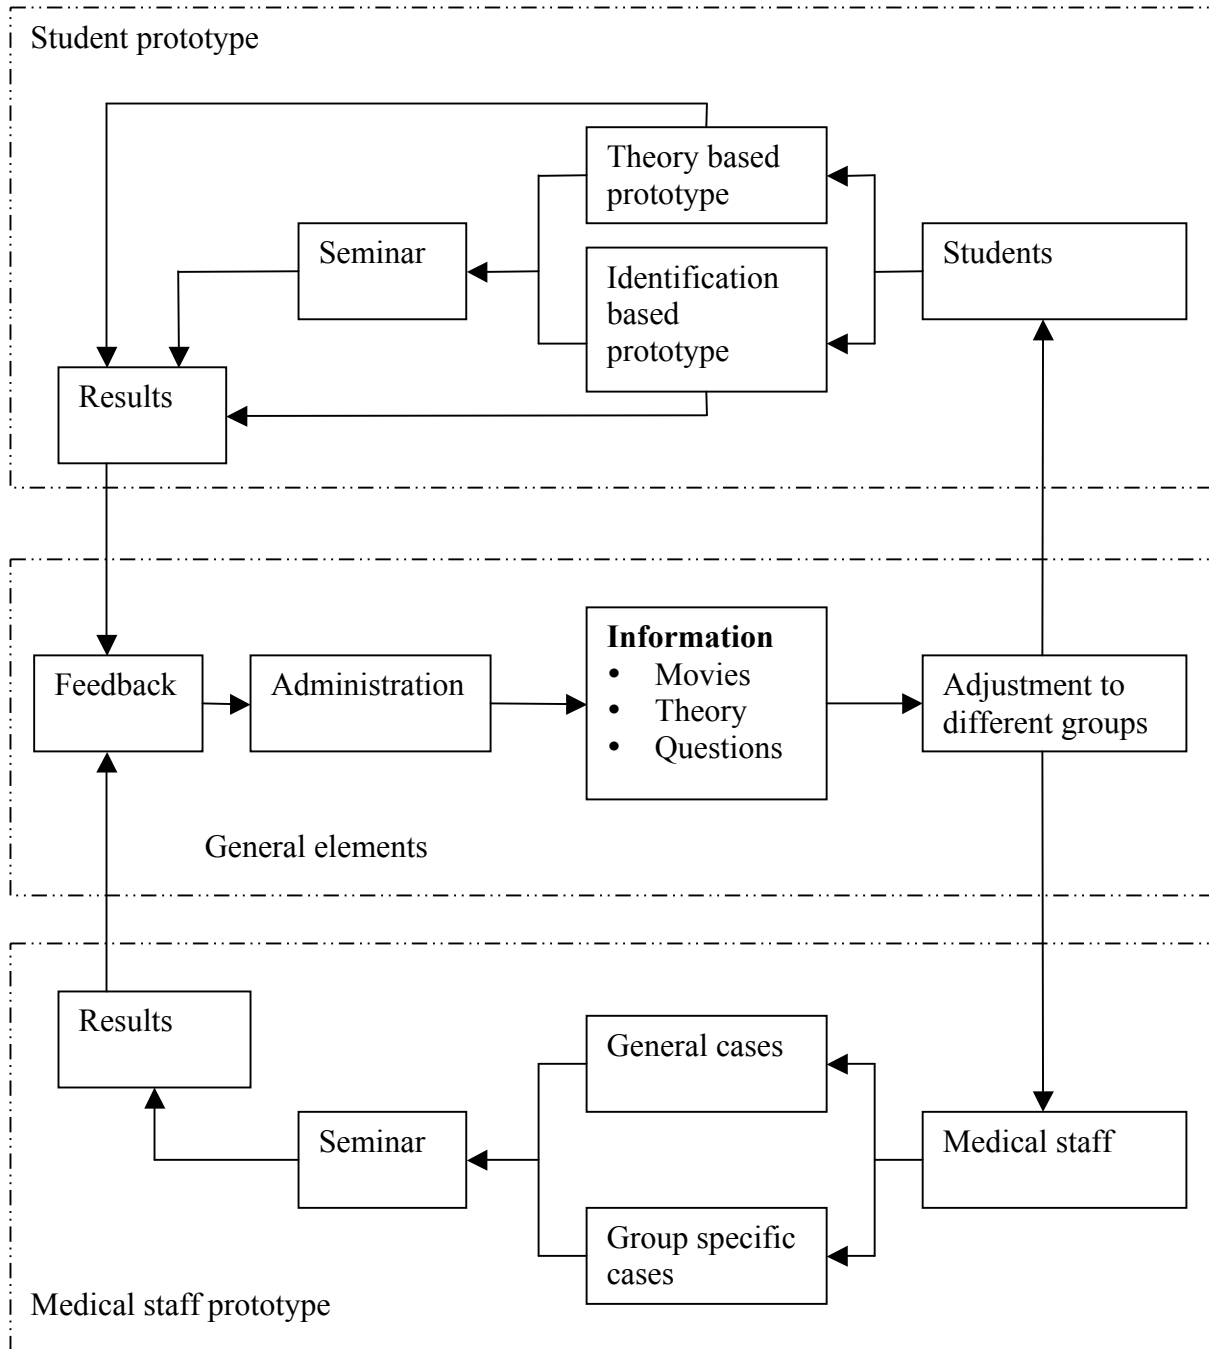 Student prototype
Theory based
prototype
Seminar
Students
Identification
based
prototype
Results
Information
• Movies
• Theory
• Questions
Feedback
Administration
Adjustment to
different groups
General elements
Results
General cases
Seminar
Medical staff
Group specific
cases
Medical staff prototype